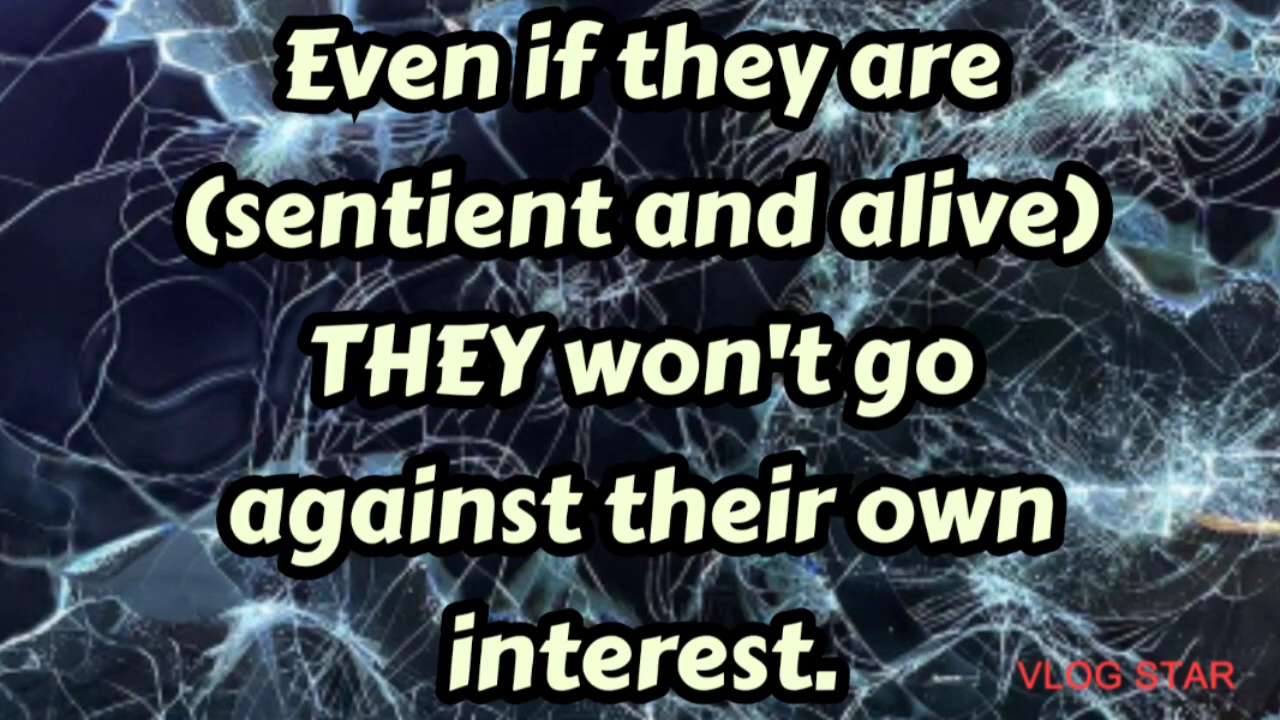 Even if they are
(sentient and alive)
THEY won't go
against their own
interest.
VLOG STAR